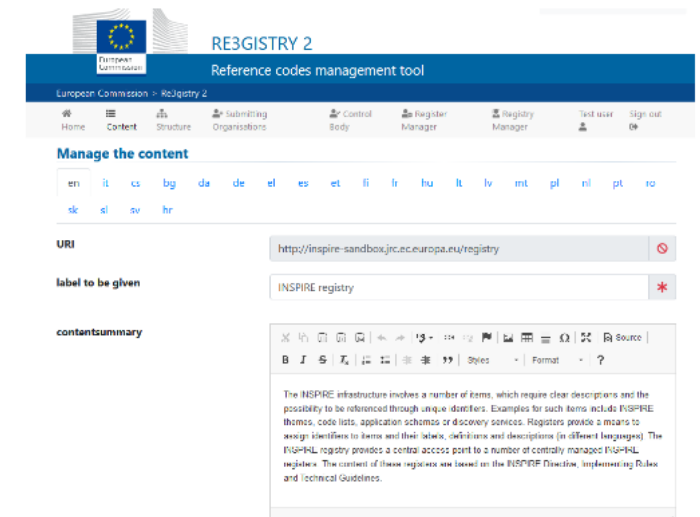 European
Commission
RE3GISTRY 2
Reference codes management tool
European Commission > Re3gistry 2
Home
Content
Structure
Submitting Organisations
Control Body
Register Manager
Registry Manager
Test user
Sign out
Manage the content
en it cs bg da de el es et fi fr hu lt lv mt pl nl pt ro
sk sl sv hr
URI
http://inspire-sandbox.jrc.ec.europa.eu/registry
label to be given
INSPIRE registry
contentsummary
Source
B I S Tx Styles Format ?
The INSPIRE infrastructure involves a number of items, which require clear descriptions and the
possibility to be referenced through unique identifiers. Examples for such items include INSPIRE
themes, code lists, application schemas or discovery services. Registers provide a means to
assign identifiers to items and their labels, definitions and descriptions (in different languages). The
INSPIRE registry provides a central access point to a number of centrally managed INSPIRE
registers. The content of these registers are based on the INSPIRE Directive, Implementing Rules
and Technical Guidelines.